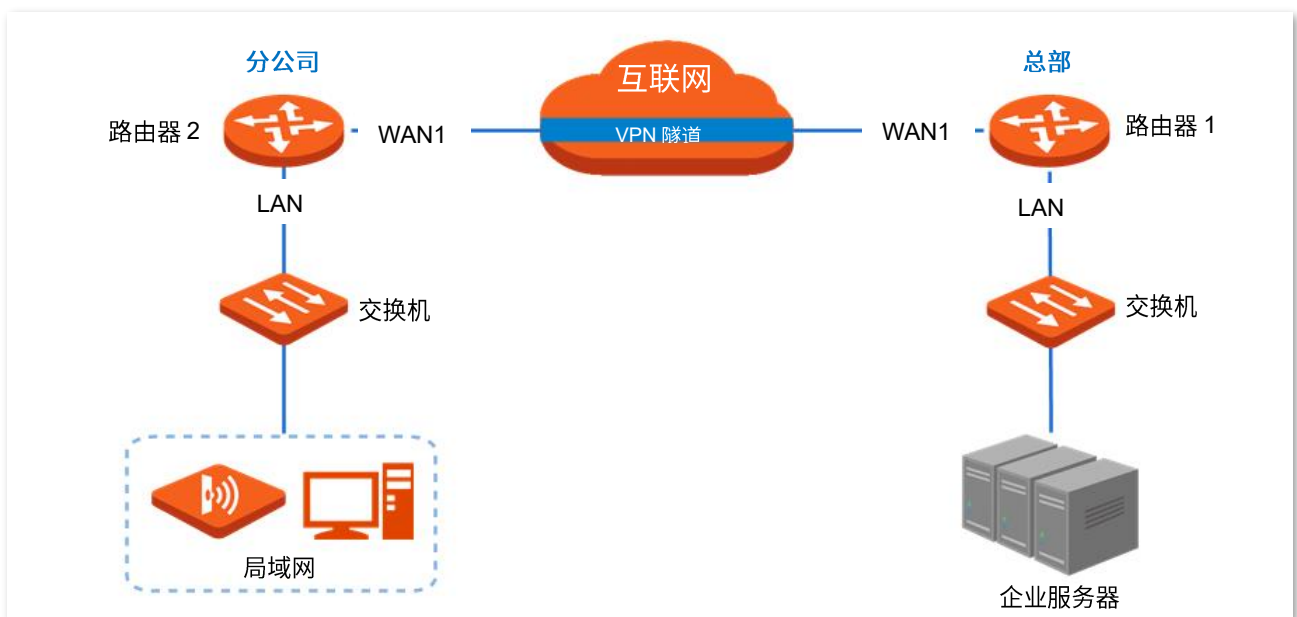 分公司
总部
互联网
路由器 2
WAN1
VPN 隧道
WAN1
路由器 1
LAN
LAN
交换机
交换机
局域网
企业服务器